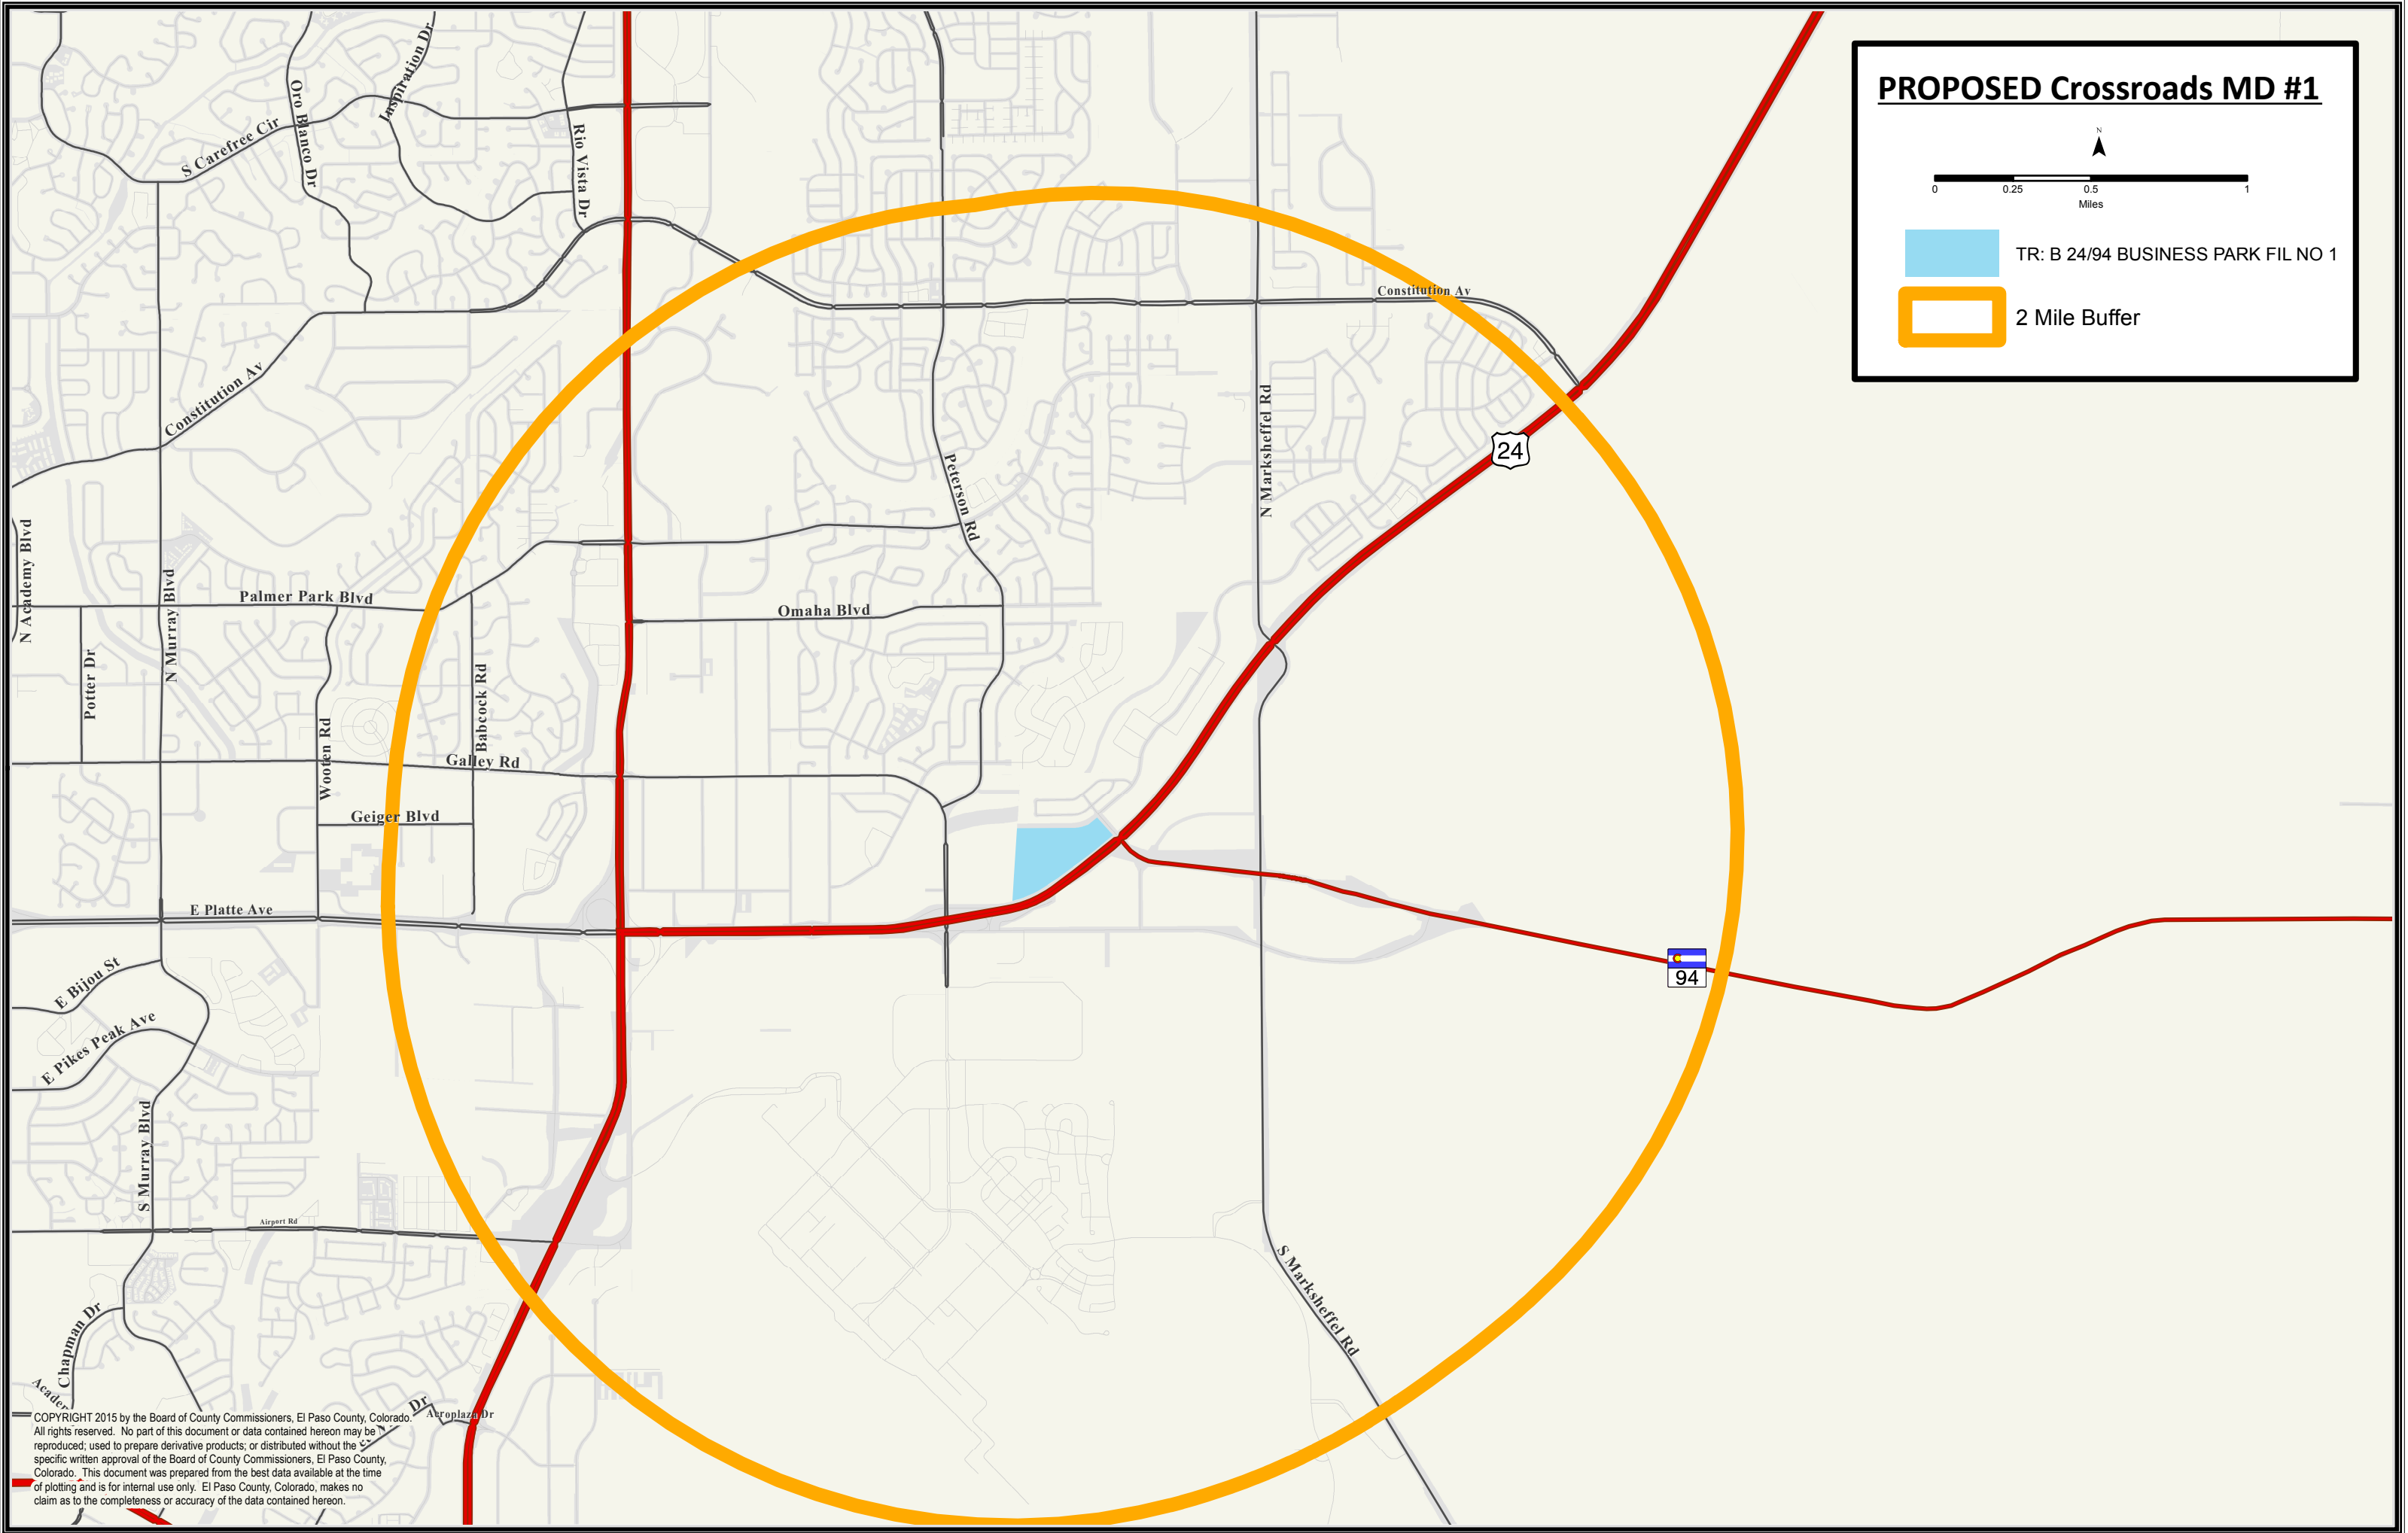 PROPOSED Crossroads MD #1
N
0 0.25 0.5 1
Miles
TR: B 24/94 BUSINESS PARK FIL NO 1
2 Mile Buffer
Inspiration Dr
Oro Blanco Dr
S Carefree Cir
Rio Vista Dr
Constitution Av
Constitution Av
N Marksheffel Rd
24
Peterson Rd
N Academy Blvd
N Murray Blvd
Palmer Park Blvd
Omaha Blvd
Potter Dr
Babcock Rd
Wooten Rd
Galley Rd
Geiger Blvd
E Platte Ave
94
E Bijou St
E Pikes Peak Ave
S Murray Blvd
Airport Rd
S Marksheffel Rd
Chapman Dr
Dr
Aeroplaza Dr
COPYRIGHT 2015 by the Board of County Commissioners, El Paso County, Colorado.
All rights reserved. No part of this document or data contained hereon may be
reproduced; used to prepare derivative products; or distributed without the
specific written approval of the Board of County Commissioners, El Paso County,
Colorado. This document was prepared from the best data available at the time
of plotting and is for internal use only. El Paso County, Colorado, makes no
claim as to the completeness or accuracy of the data contained hereon.